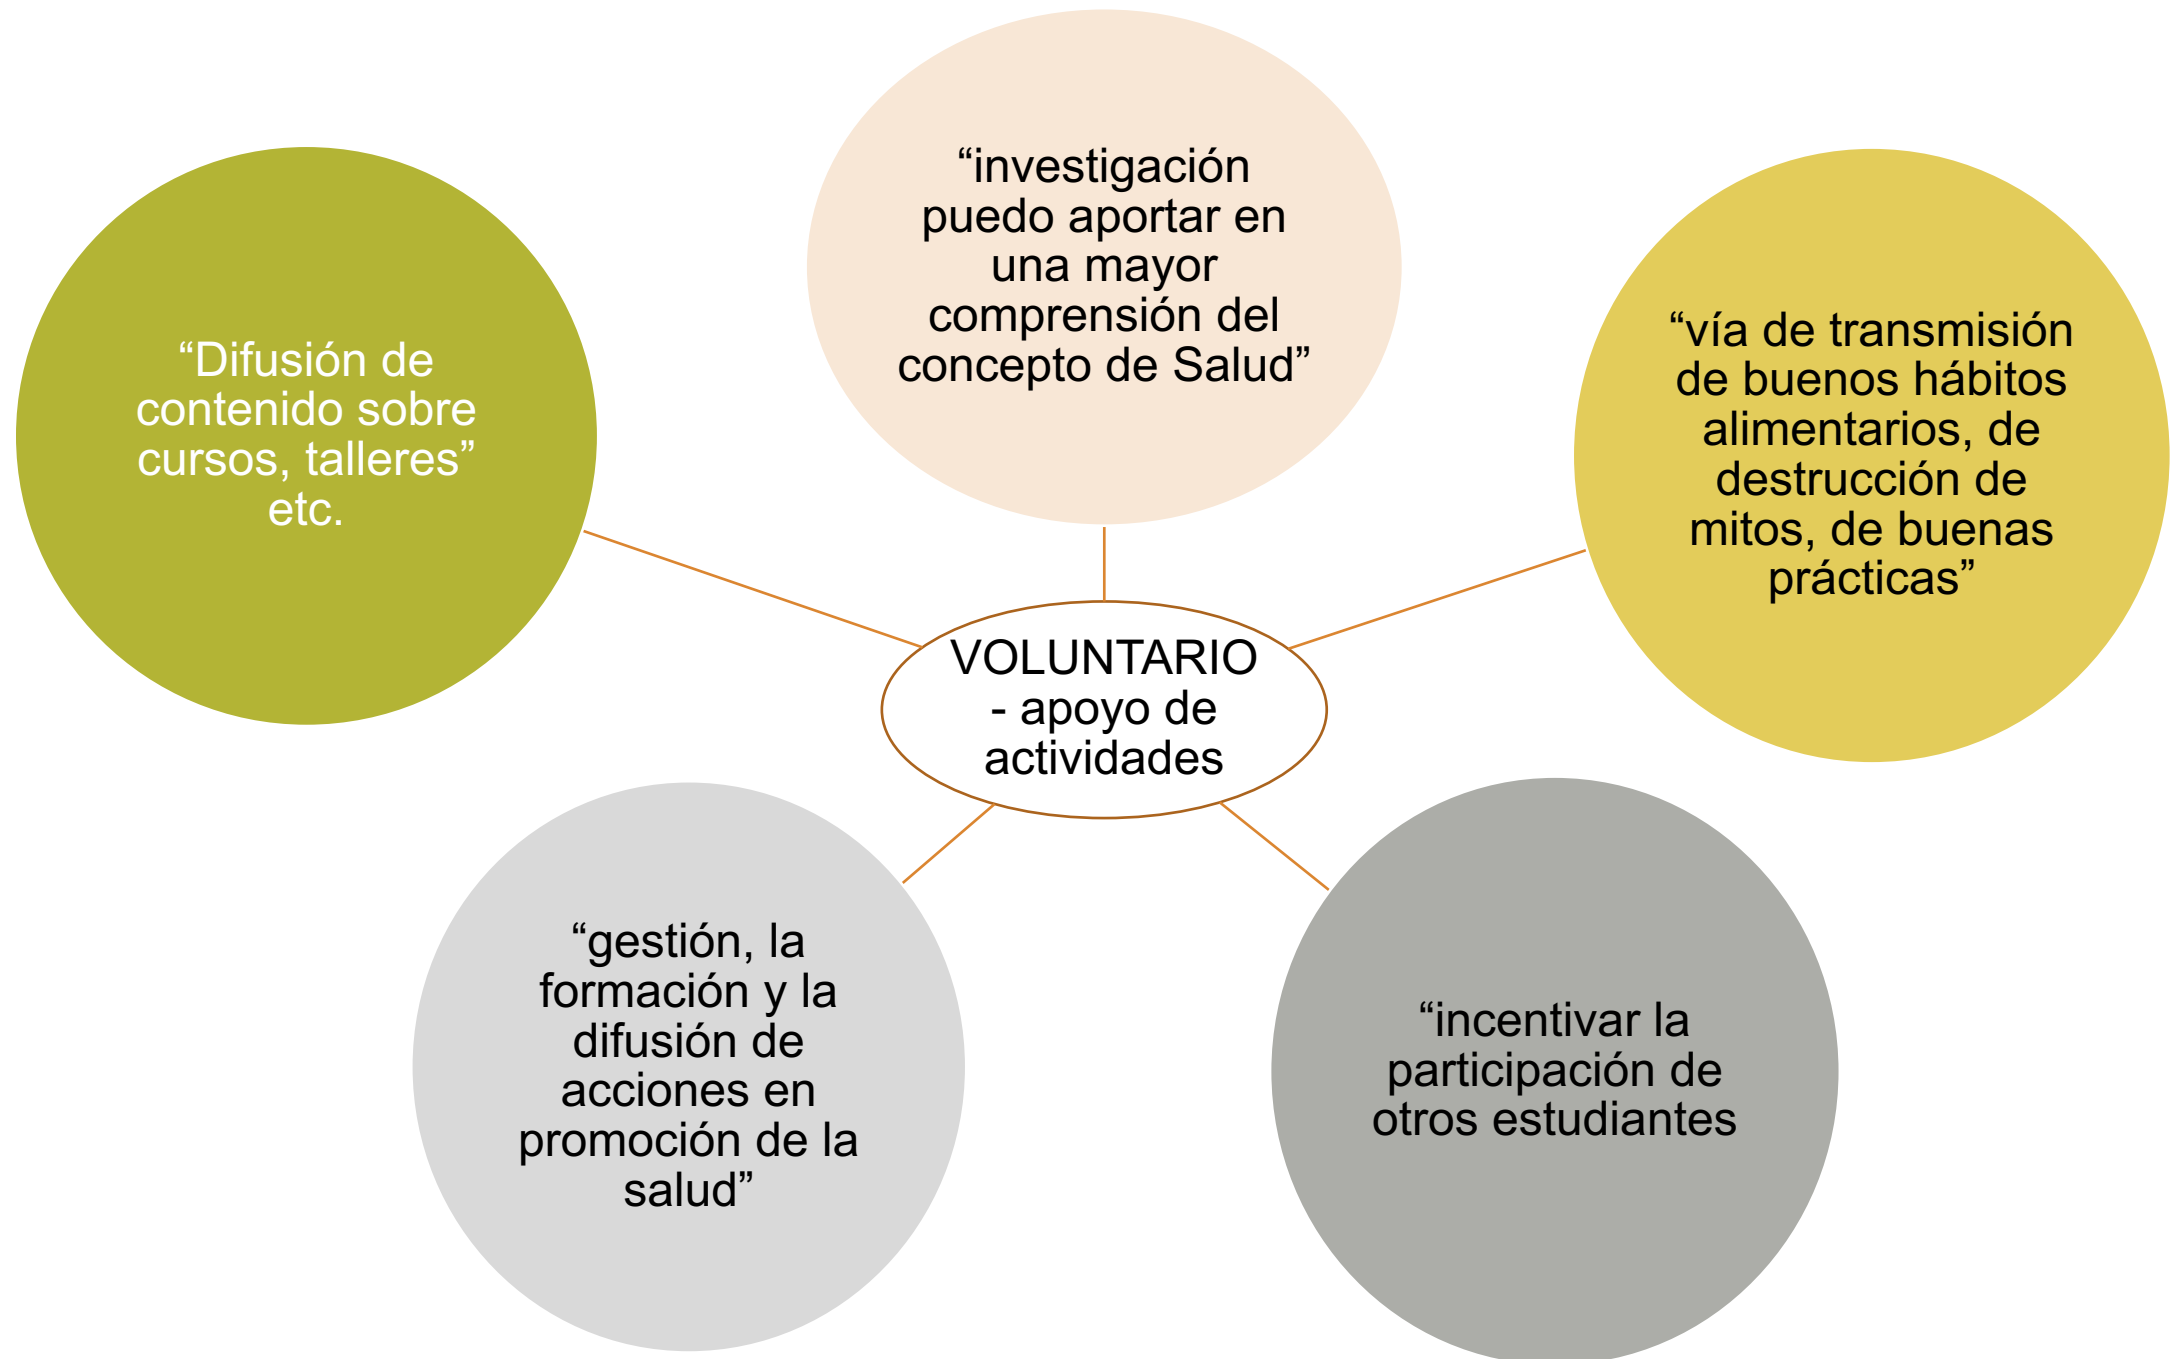 “investigación
puedo aportar en
una mayor
comprensión del
concepto de Salud”
“Difusión de
contenido sobre
cursos, talleres”
etc.
“vía de transmisión
de buenos hábitos
alimentarios, de
destrucción de
mitos, de buenas
prácticas”
VOLUNTARIO
- apoyo de
actividades
“gestión, la
formación y la
difusión de
acciones en
promoción de la
salud”
“incentivar la
participación de
otros estudiantes